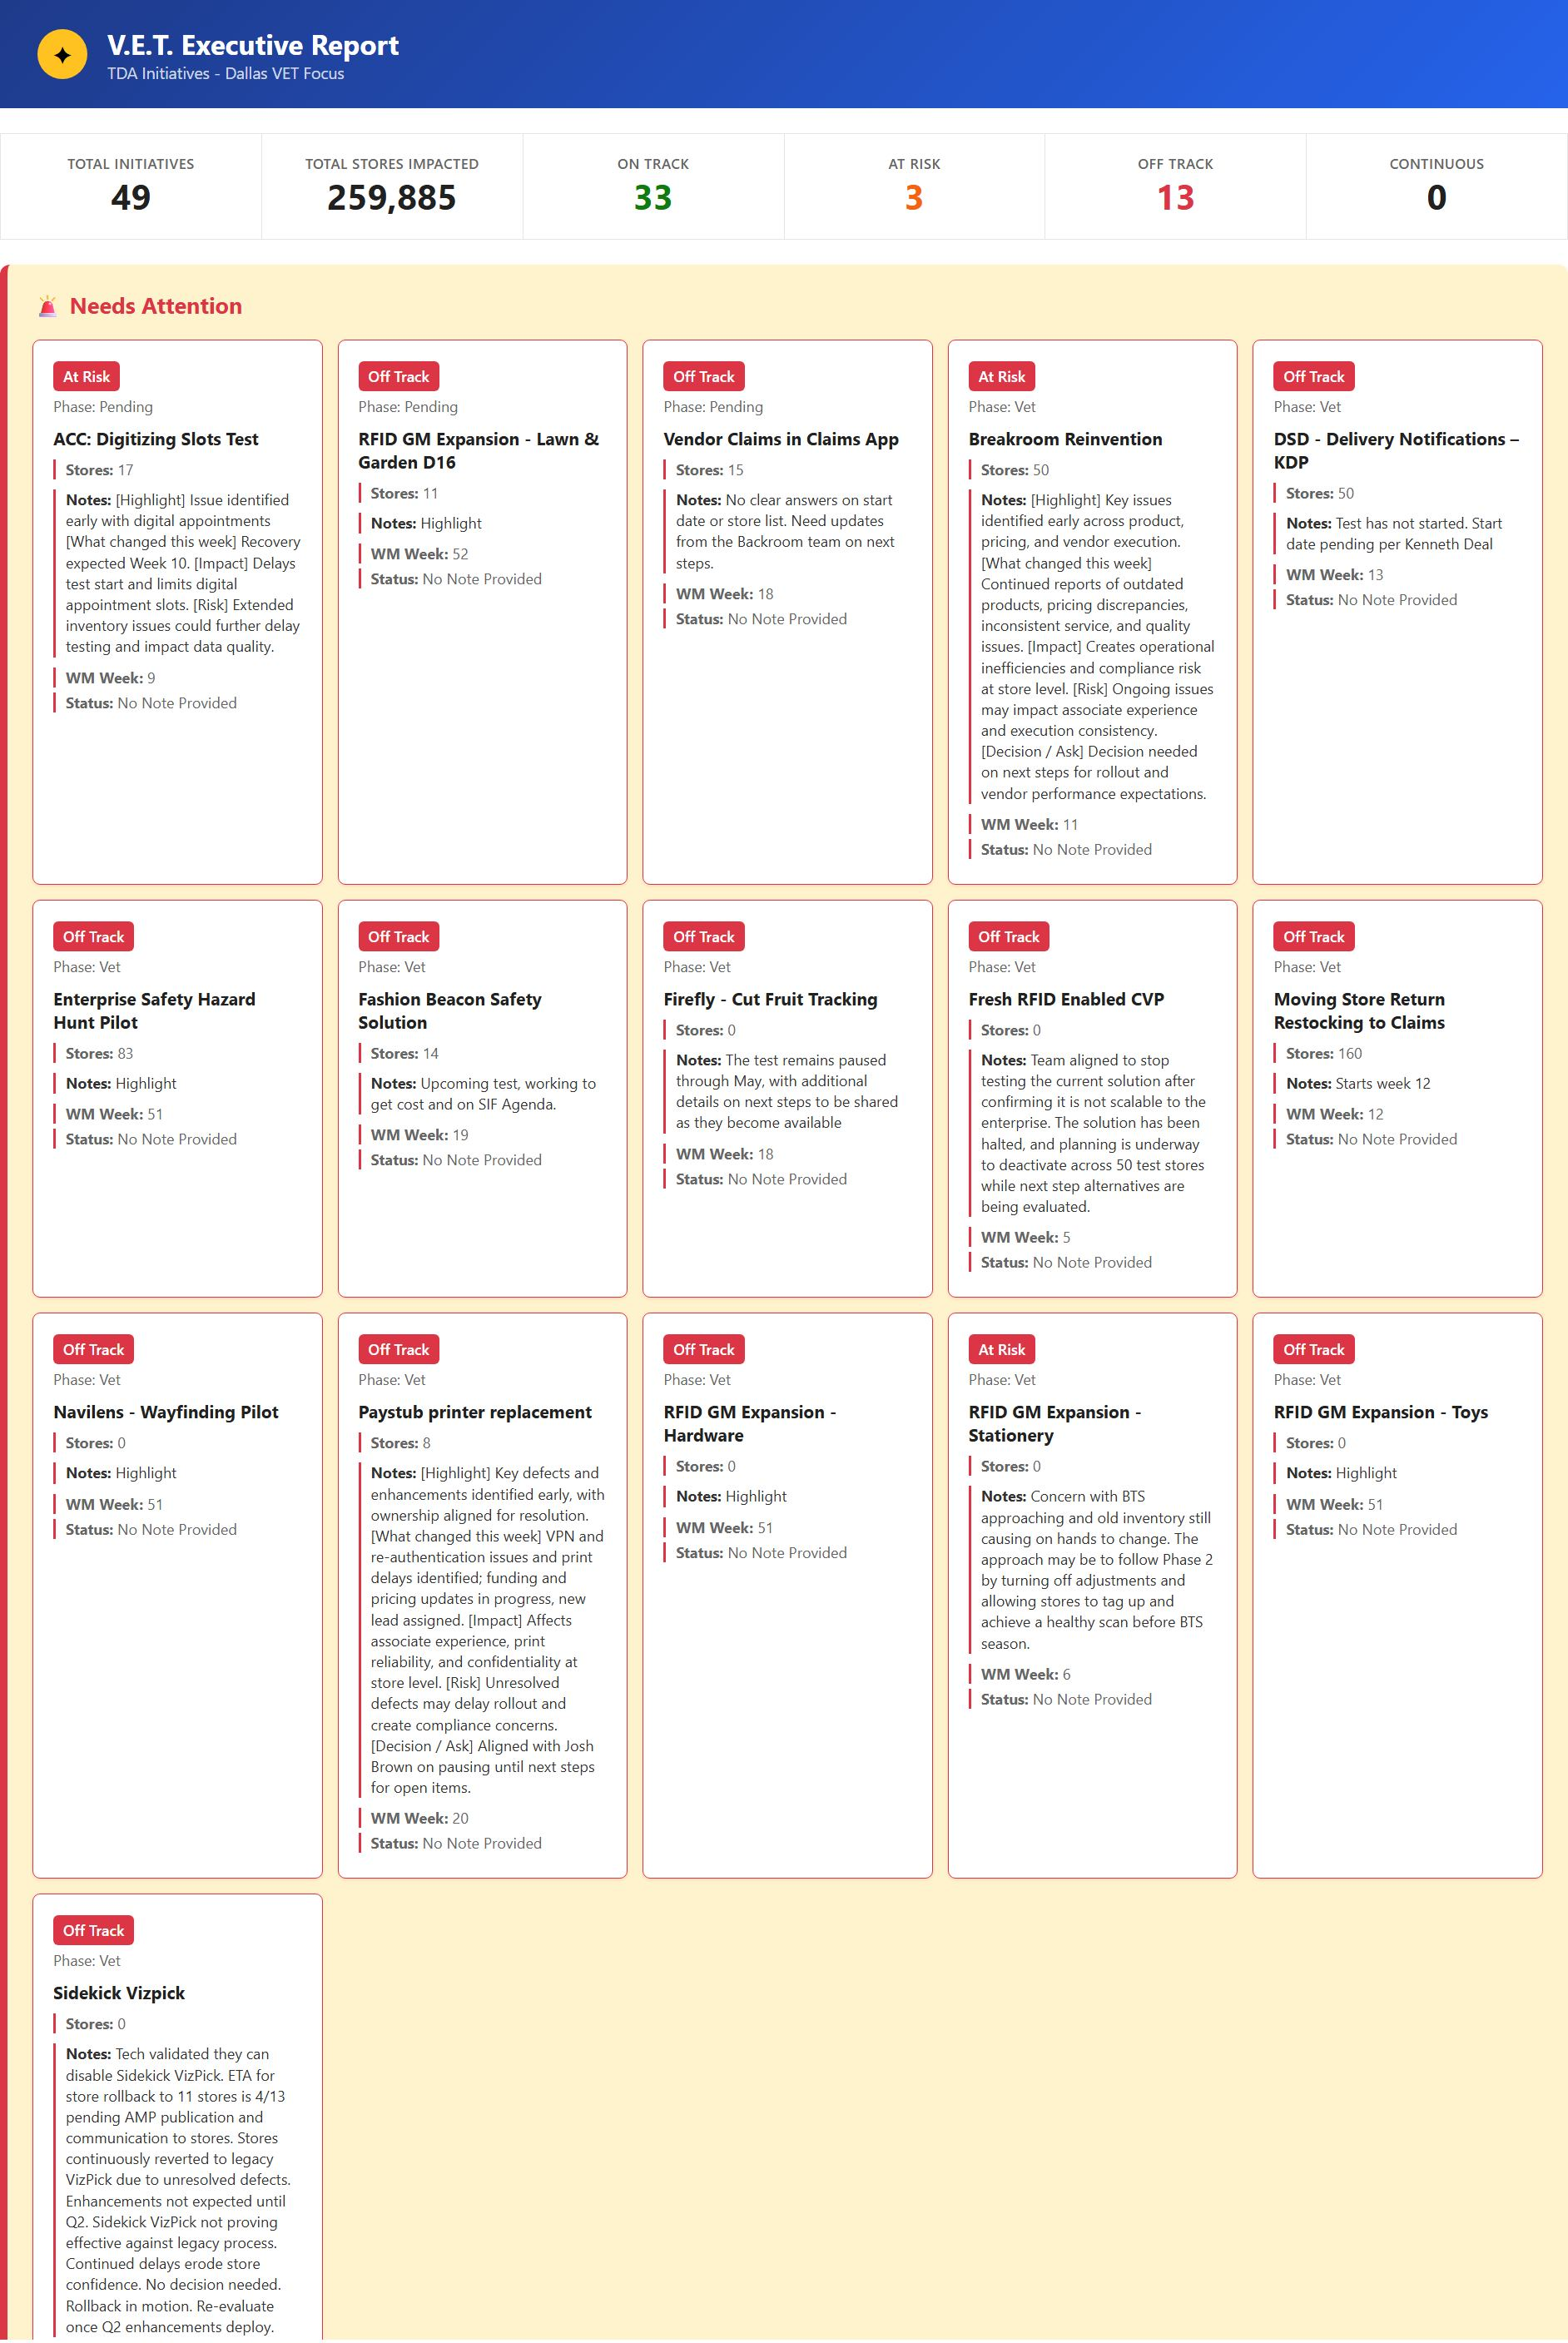 V.E.T. Executive Report
TDA Initiatives - Dallas VET Focus
TOTAL INITIATIVES
49
TOTAL STORES IMPACTED
259,885
ON TRACK
33
AT RISK
3
OFF TRACK
13
CONTINUOUS
0
Needs Attention
At Risk
Phase: Pending
ACC: Digitizing Slots Test
Stores: 17
Notes: [Highlight] Issue identified
early with digital appointments
[What changed this week] Recovery
expected Week 10. [Impact] Delays
test start and limits digital
appointment slots. [Risk] Extended
inventory issues could further delay
testing and impact data quality.
WM Week: 9
Status: No Note Provided
Off Track
Phase: Pending
RFID GM Expansion - Lawn &
Garden D16
Stores: 11
Notes: Highlight
WM Week: 52
Status: No Note Provided
Off Track
Phase: Pending
Vendor Claims in Claims App
Stores: 15
Notes: No clear answers on start
date or store list. Need updates
from the Backroom team on next
steps.
WM Week: 18
Status: No Note Provided
At Risk
Phase: Vet
Breakroom Reinvention
Stores: 50
Notes: [Highlight] Key issues
identified early across product,
pricing, and vendor execution.
[What changed this week]
Continued reports of outdated
products, pricing discrepancies,
inconsistent service, and quality
issues. [Impact] Creates operational
inefficiencies and compliance risk
at store level. [Risk] Ongoing issues
may impact associate experience
and execution consistency.
[Decision / Ask] Decision needed
on next steps for rollout and
vendor performance expectations.
WM Week: 11
Status: No Note Provided
Off Track
Phase: Vet
DSD - Delivery Notifications –
KDP
Stores: 50
Notes: Test has not started. Start
date pending per Kenneth Deal
WM Week: 13
Status: No Note Provided
Off Track
Phase: Vet
Enterprise Safety Hazard
Hunt Pilot
Stores: 83
Notes: Highlight
WM Week: 51
Status: No Note Provided
Off Track
Phase: Vet
Fashion Beacon Safety
Solution
Stores: 14
Notes: Upcoming test, working to
get cost and on SIF Agenda.
WM Week: 19
Status: No Note Provided
Off Track
Phase: Vet
Firefly - Cut Fruit Tracking
Stores: 0
Notes: The test remains paused
through May, with additional
details on next steps to be shared
as they become available
WM Week: 18
Status: No Note Provided
Off Track
Phase: Vet
Fresh RFID Enabled CVP
Stores: 0
Notes: Team aligned to stop
testing the current solution after
confirming it is not scalable to the
enterprise. The solution has been
halted, and planning is underway
to deactivate across 50 test stores
while next step alternatives are
being evaluated.
WM Week: 5
Status: No Note Provided
Off Track
Phase: Vet
Moving Store Return
Restocking to Claims
Stores: 160
Notes: Starts week 12
WM Week: 12
Status: No Note Provided
Off Track
Phase: Vet
Navilens - Wayfinding Pilot
Stores: 0
Notes: Highlight
WM Week: 51
Status: No Note Provided
Off Track
Phase: Vet
Paystub printer replacement
Stores: 8
Notes: [Highlight] Key defects and
enhancements identified early, with
ownership aligned for resolution.
[What changed this week] VPN and
re-authentication issues and print
delays identified; funding and
pricing updates in progress, new
lead assigned. [Impact] Affects
associate experience, print
reliability, and confidentiality at
store level. [Risk] Unresolved
defects may delay rollout and
create compliance concerns.
[Decision / Ask] Aligned with Josh
Brown on pausing until next steps
for open items.
WM Week: 20
Status: No Note Provided
Off Track
Phase: Vet
RFID GM Expansion -
Hardware
Stores: 0
Notes: Highlight
WM Week: 51
Status: No Note Provided
At Risk
Phase: Vet
RFID GM Expansion -
Stationery
Stores: 0
Notes: Concern with BTS
approaching and old inventory still
causing on hands to change. The
approach may be to follow Phase 2
by turning off adjustments and
allowing stores to tag up and
achieve a healthy scan before BTS
season.
WM Week: 6
Status: No Note Provided
Off Track
Phase: Vet
RFID GM Expansion - Toys
Stores: 0
Notes: Highlight
WM Week: 51
Status: No Note Provided
Off Track
Phase: Vet
Sidekick Vizpick
Stores: 0
Notes: Tech validated they can
disable Sidekick VizPick. ETA for
store rollback to 11 stores is 4/13
pending AMP publication and
communication to stores. Stores
continuously reverted to legacy
VizPick due to unresolved defects.
Enhancements not expected until
Q2. Sidekick VizPick not proving
effective against legacy process.
Continued delays erode store
confidence. No decision needed.
Rollback in motion. Re-evaluate
once Q2 enhancements deploy.